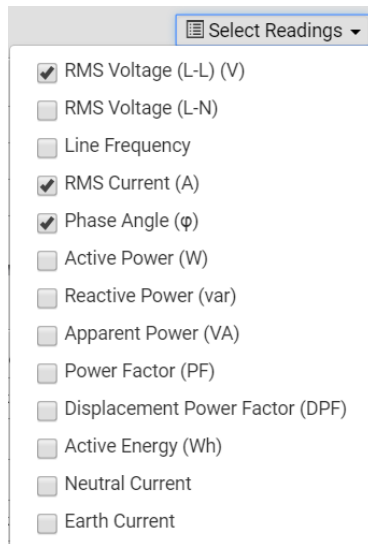 Select Readings
RMS Voltage (L-L) (V)
RMS Voltage (L-N)
Line Frequency
RMS Current (A)
Phase Angle (φ)
Active Power (W)
Reactive Power (var)
Apparent Power (VA)
Power Factor (PF)
Displacement Power Factor (DPF)
Active Energy (Wh)
Neutral Current
Earth Current